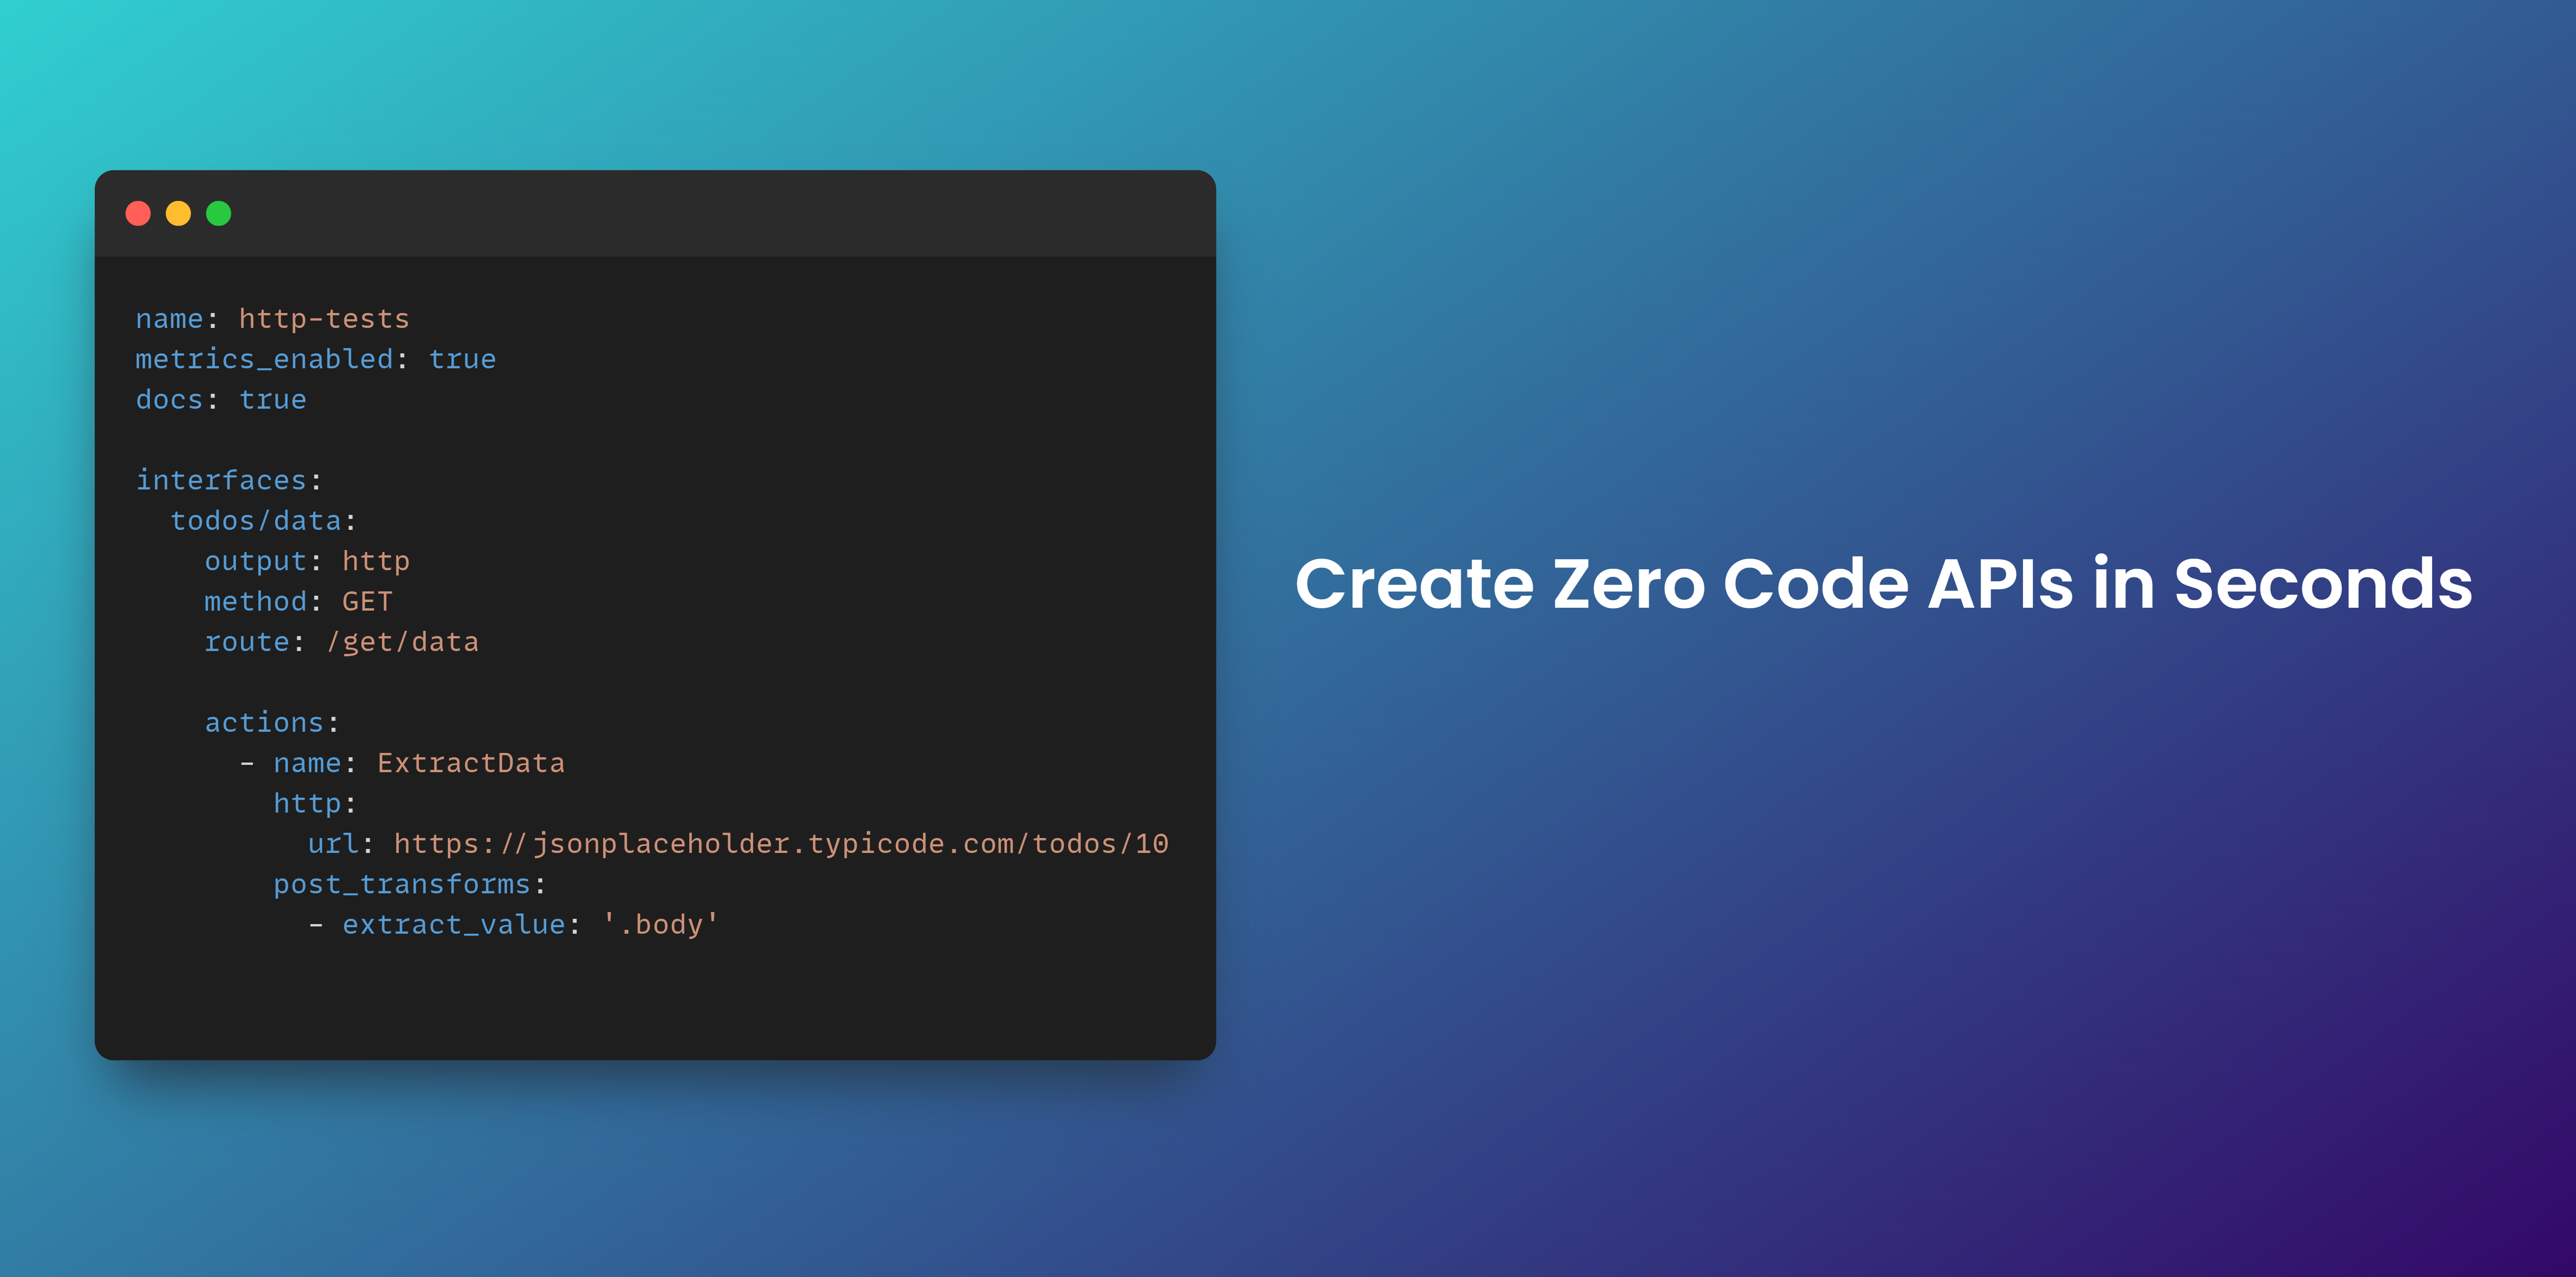 name: http-tests
metrics_enabled: true
docs: true
interfaces:
  todos/data:
    output: http
    method: GET
    route: /get/data
    actions:
      - name: ExtractData
        http:
          url: https://jsonplaceholder.typicode.com/todos/10
        post_transforms:
          - extract_value: '.body'
Create Zero Code APIs in Seconds